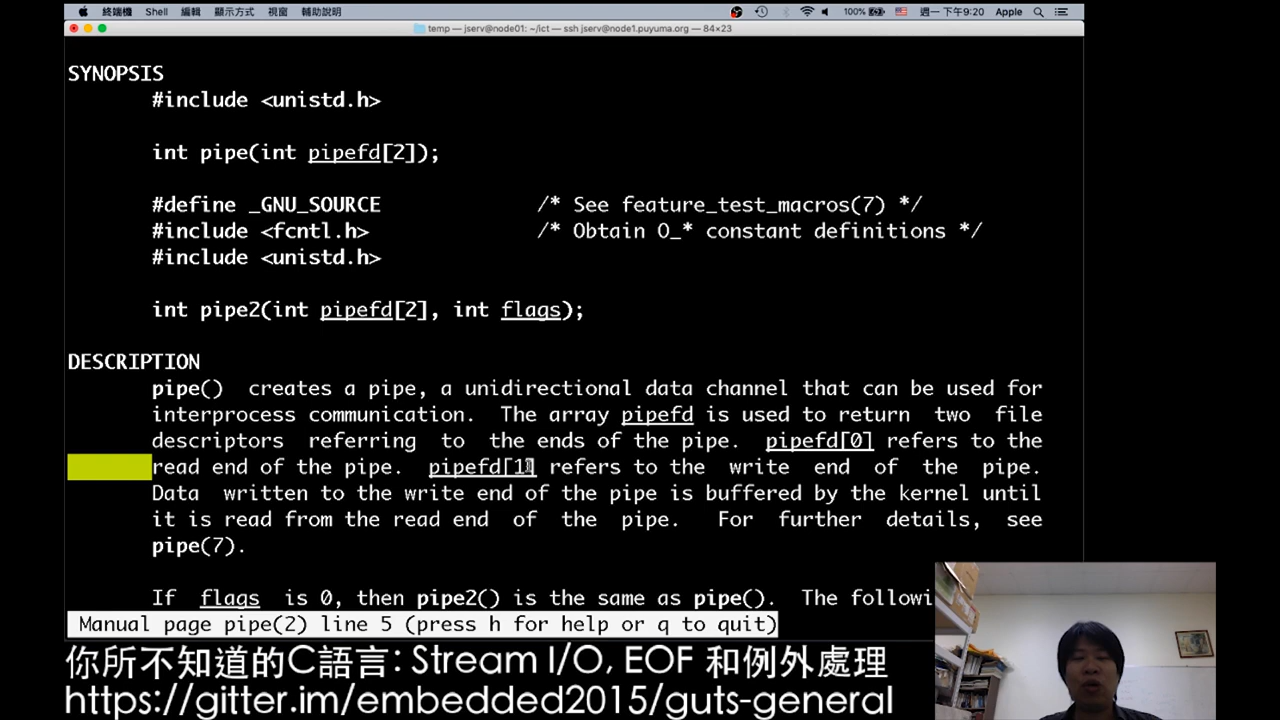 終端機 Shell 編輯 顯示方式 視窗 輔助說明 100% 週一 下午9:20 Apple
temp — jserv@node01: ~/lct — ssh jserv@node1.puyuma.org — 84×23
SYNOPSIS
#include <unistd.h>
int pipe(int pipefd[2]);
#define _GNU_SOURCE /* See feature_test_macros(7) */
#include <fcntl.h> /* Obtain O_* constant definitions */
#include <unistd.h>
int pipe2(int pipefd[2], int flags);
DESCRIPTION
pipe() creates a pipe, a unidirectional data channel that can be used for
interprocess communication. The array pipefd is used to return two file
descriptors referring to the ends of the pipe. pipefd[0] refers to the
read end of the pipe. pipefd[1] refers to the write end of the pipe.
Data written to the write end of the pipe is buffered by the kernel until
it is read from the read end of the pipe. For further details, see
pipe(7).
If flags is 0, then pipe2() is the same as pipe(). The followi
Manual page pipe(2) line 5 (press h for help or q to quit)
你所不知道的C語言: Stream I/O, EOF 和例外處理
https://gitter.im/embedded2015/guts-general